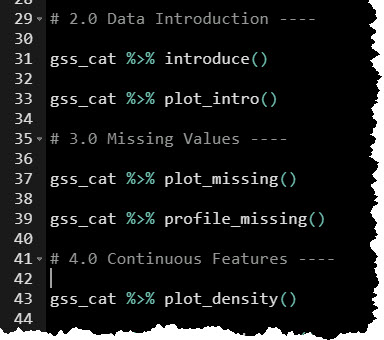 29 # 2.0 Data Introduction ----
30
31 gss_cat %>% introduce()
32
33 gss_cat %>% plot_intro()
34
35 # 3.0 Missing Values ----
36
37 gss_cat %>% plot_missing()
38
39 gss_cat %>% profile_missing()
40
41 # 4.0 Continuous Features ----
42
43 gss_cat %>% plot_density()
44